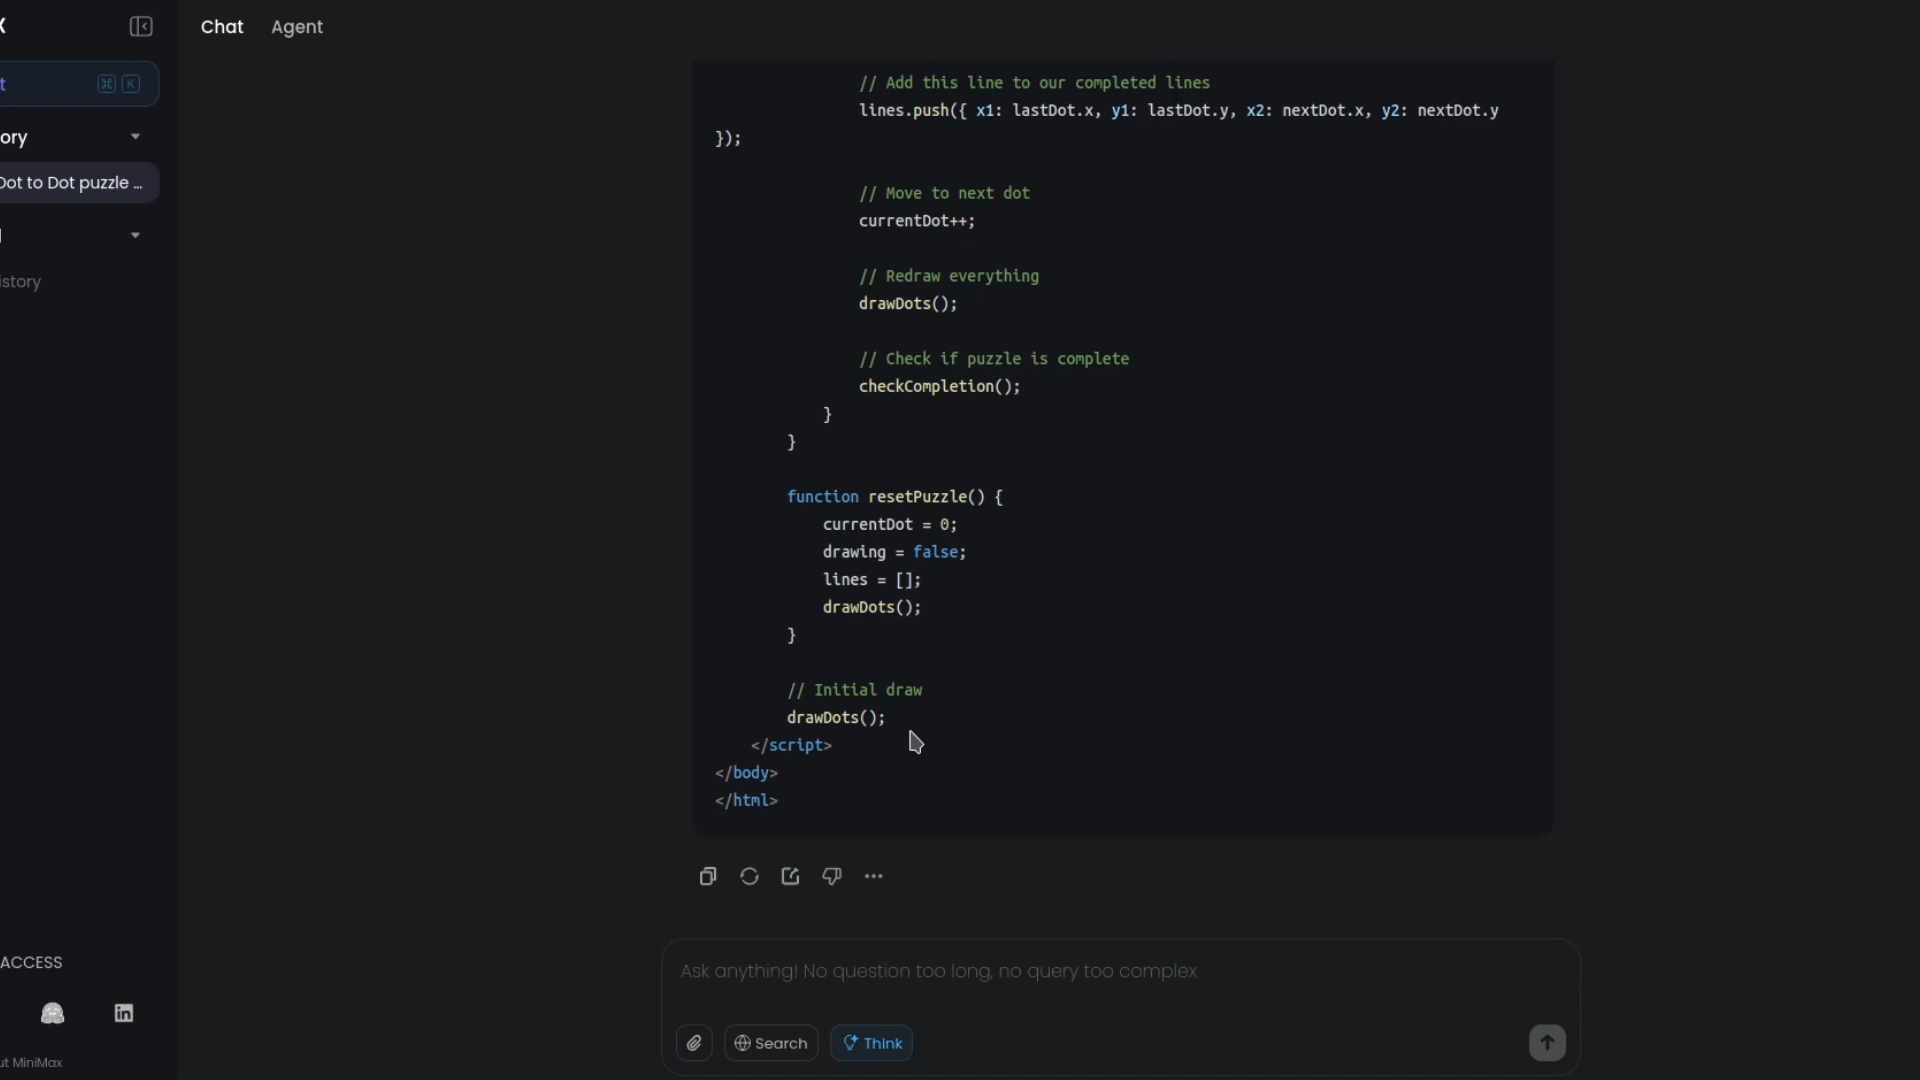 X
Chat Agent
t ⌘ K
ory
Dot to Dot puzzle ...
istory
// Add this line to our completed lines
lines.push({ x1: lastDot.x, y1: lastDot.y, x2: nextDot.x, y2: nextDot.y
});
// Move to next dot
currentDot++;
// Redraw everything
drawDots();
// Check if puzzle is complete
checkCompletion();
}
}
function resetPuzzle() {
currentDot = 0;
drawing = false;
lines = [];
drawDots();
}
// Initial draw
drawDots();
</script>
</body>
</html>
Ask anything! No question too long, no query too complex
Search Think
ACCESS
in
ut MiniMax